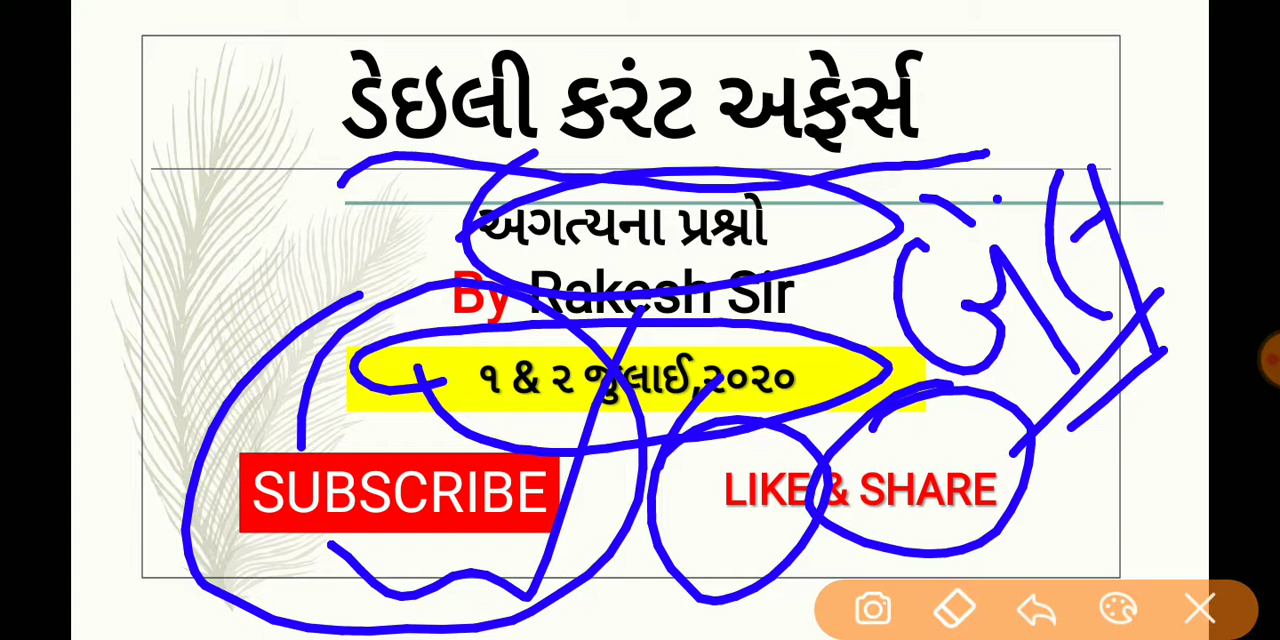 ડેઇલી કરંટ અફેર્સ
અગત્યના પ્રશ્નો
By Rakesh Sir
૧ & ૨ જુલાઈ,૨૦૨૦
SUBSCRIBE
LIKE & SHARE